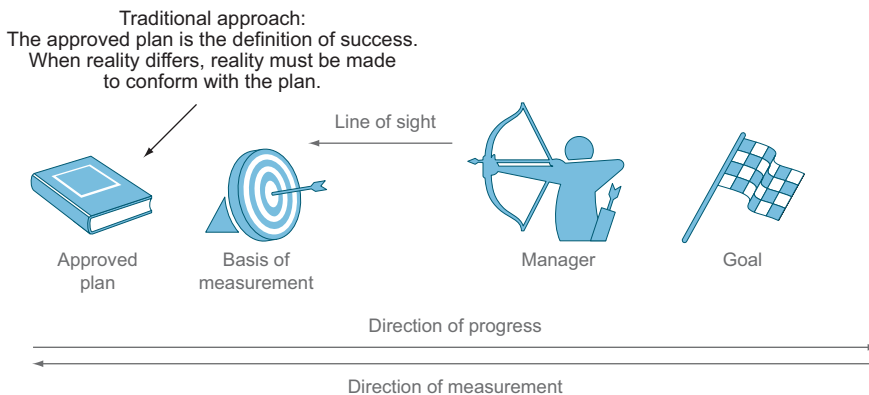 Traditional approach:
The approved plan is the definition of success.
When reality differs, reality must be made
to conform with the plan.
Line of sight
Approved
plan
Basis of
measurement
Manager
Goal
Direction of progress
Direction of measurement